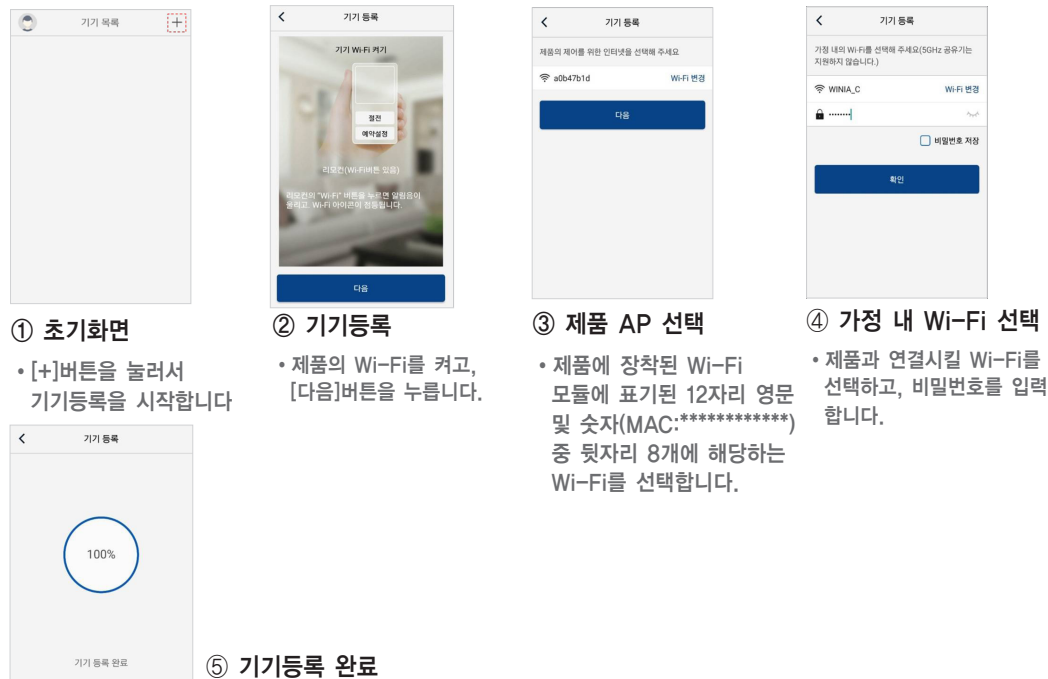 기기 목록
+
① 초기화면
• [+]버튼을 눌러서
기기등록을 시작합니다
기기 등록
기기 Wi-Fi 켜기
절전
예약설정
리모컨(Wi-Fi버튼 있음)
리모컨의 "Wi-Fi" 버튼을 누르면 알림음이
울리고, Wi-Fi 아이콘이 점등됩니다.
다음
② 기기등록
• 제품의 Wi-Fi를 켜고,
[다음]버튼을 누릅니다.
기기 등록
제품의 제어를 위한 인터넷을 선택해 주세요
a0b47b1d Wi-Fi 변경
다음
③ 제품 AP 선택
• 제품에 장착된 Wi-Fi
모듈에 표기된 12자리 영문
및 숫자(MAC:************)
중 뒷자리 8개에 해당하는
Wi-Fi를 선택합니다.
기기 등록
가정 내의 Wi-Fi를 선택해 주세요(5GHz 공유기는
지원하지 않습니다.)
WINIA_C Wi-Fi 변경
••••••••
비밀번호 저장
확인
④ 가정 내 Wi-Fi 선택
• 제품과 연결시킬 Wi-Fi를
선택하고, 비밀번호를 입력
합니다.
기기 등록
100%
기기 등록 완료
⑤ 기기등록 완료